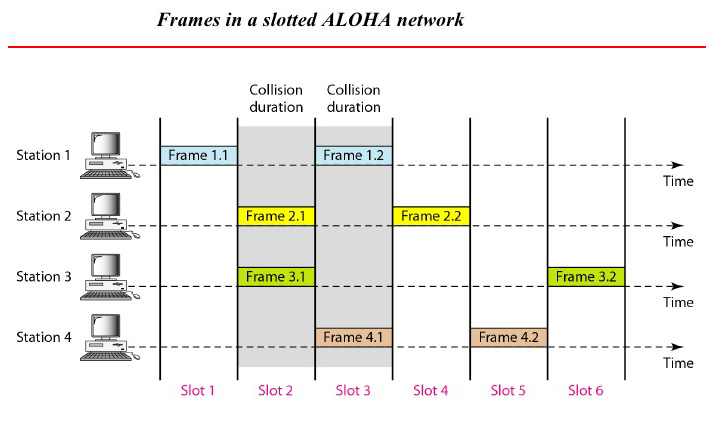 Frames in a slotted ALOHA network
Collision duration
Collision duration
Station 1
Frame 1.1
Frame 1.2
Time
Station 2
Frame 2.1
Frame 2.2
Time
Station 3
Frame 3.1
Frame 3.2
Time
Station 4
Frame 4.1
Frame 4.2
Time
Slot 1
Slot 2
Slot 3
Slot 4
Slot 5
Slot 6